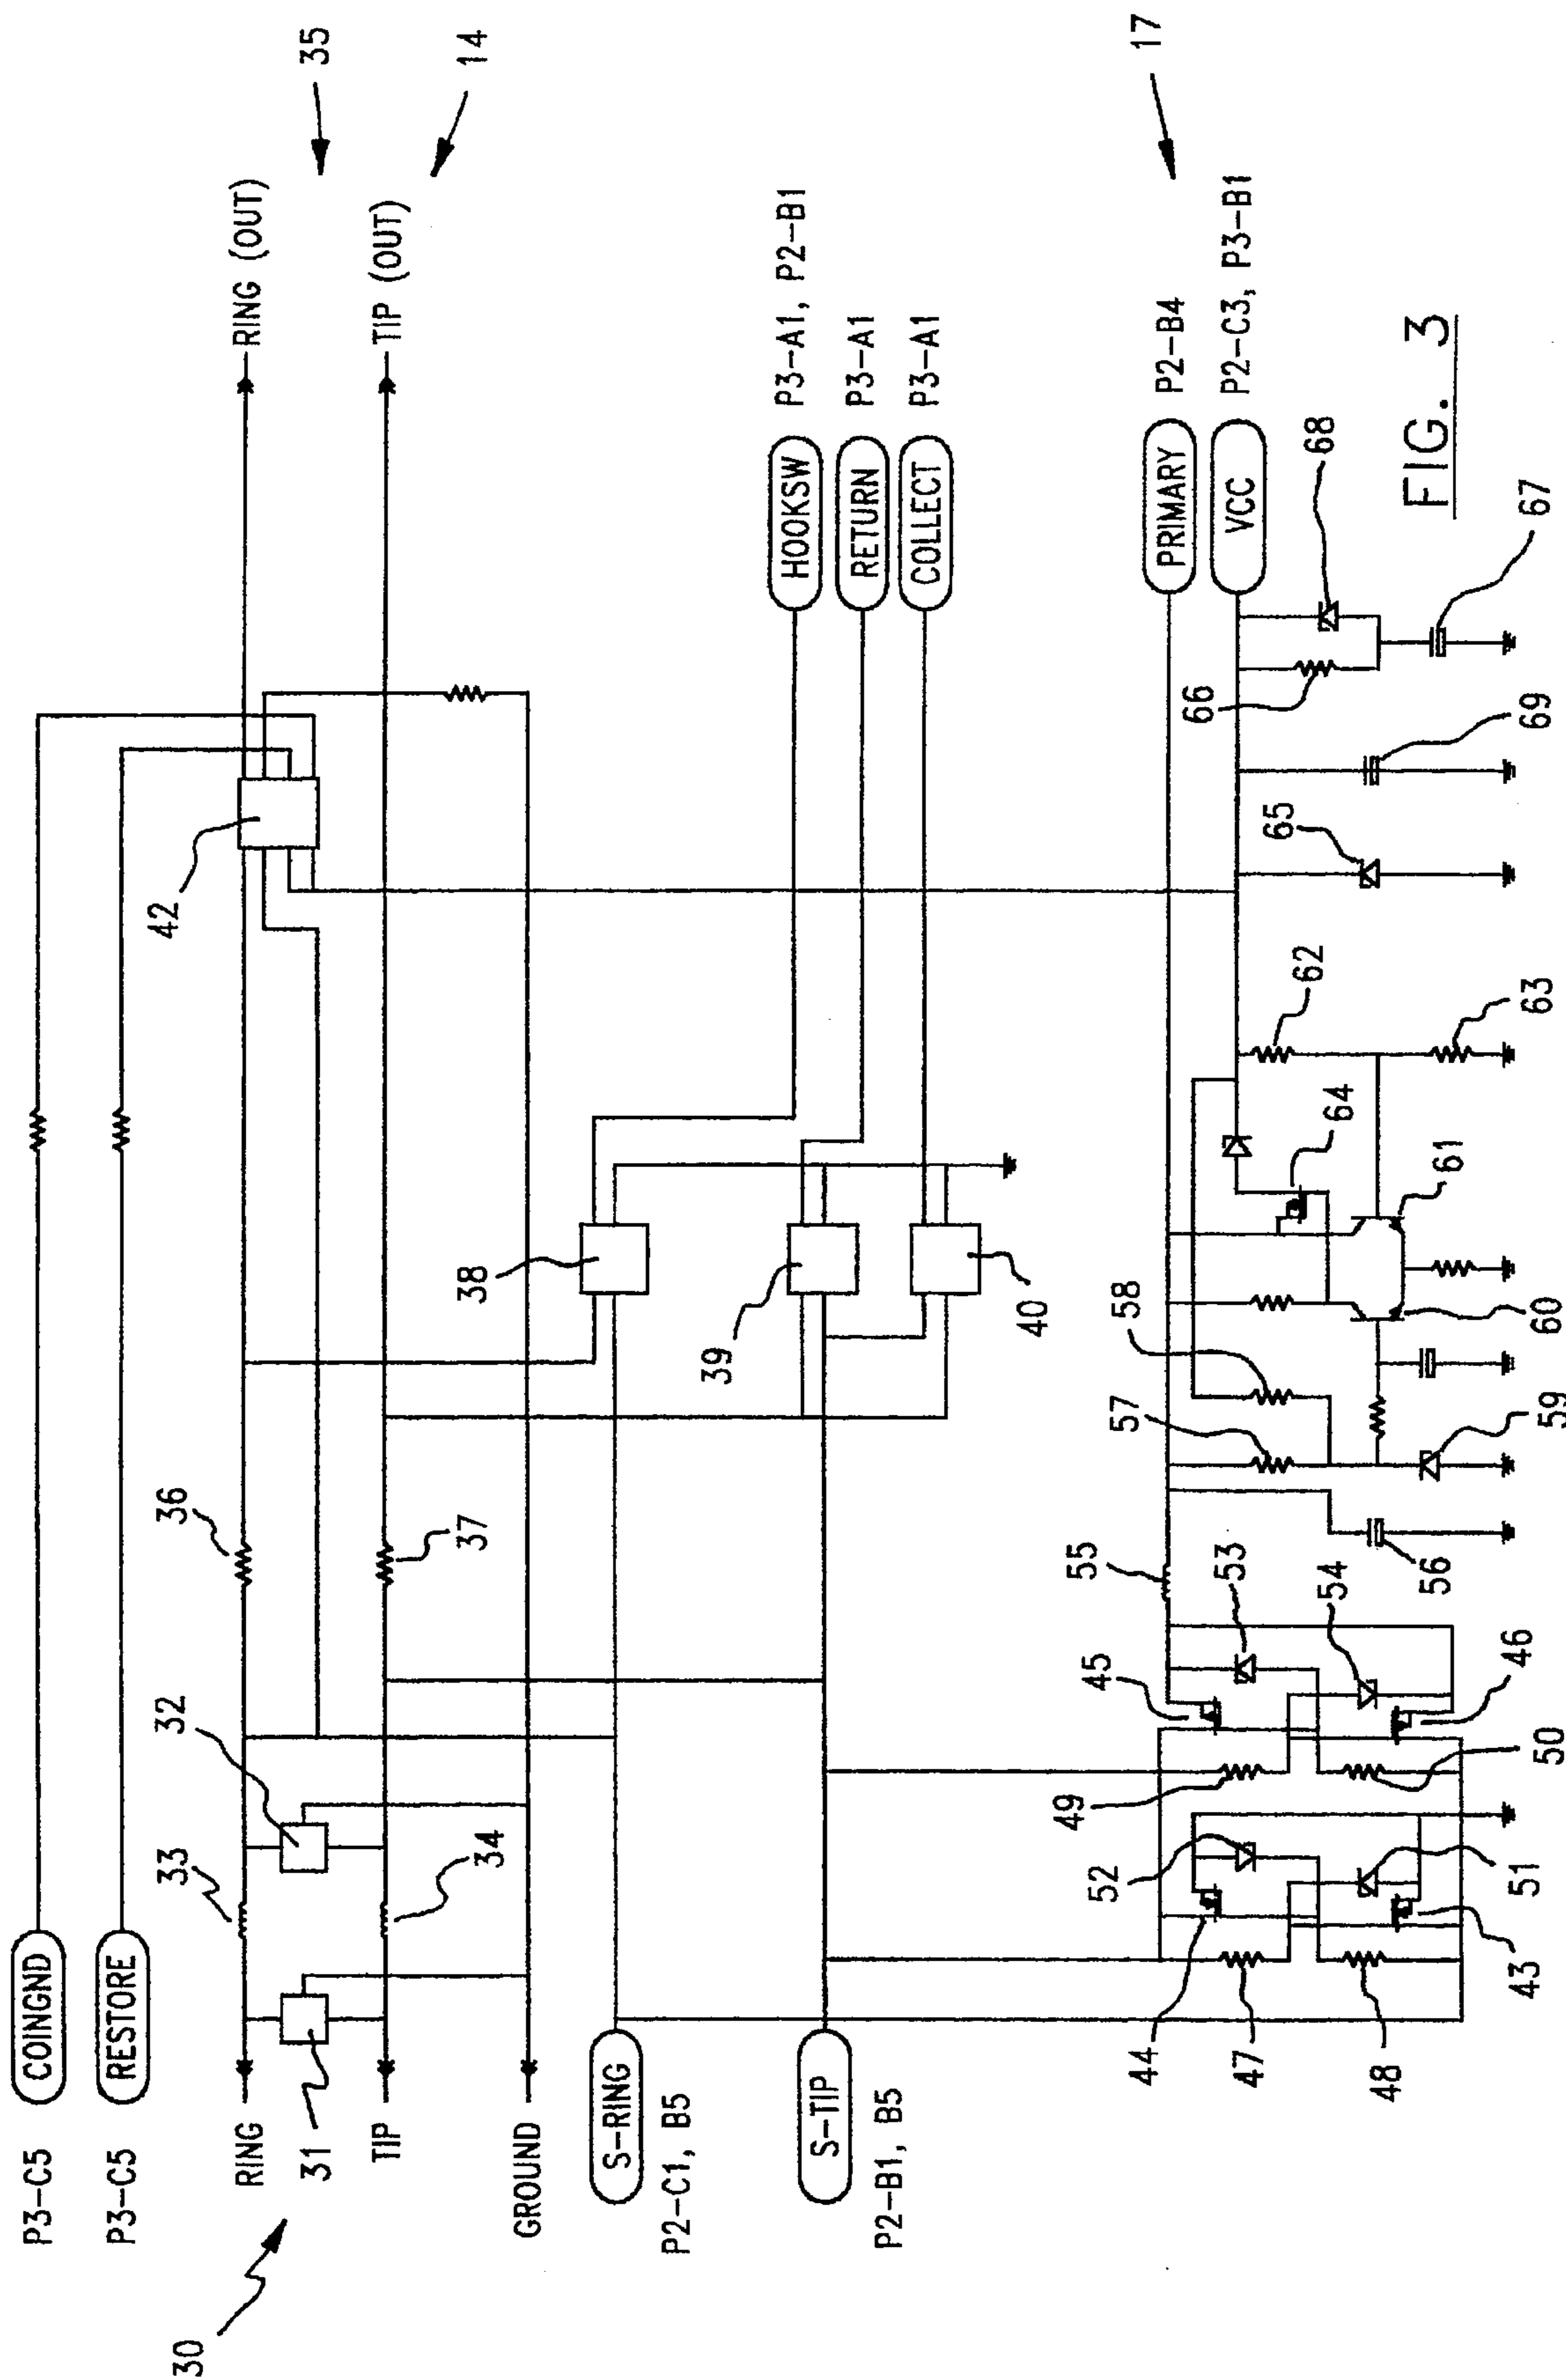 P3-C5
COINGND
P3-C5
RESTORE
30
RING
31
TIP
GROUND
33
32
34
36
37
42
RING (OUT)
35
TIP (OUT)
14
S-RING
P2-C1, B5
S-TIP
P2-B1, B5
38
39
40
HOOKSW
P3-A1, P2-B1
RETURN
P3-A1
COLLECT
P3-A1
PRIMARY
P2-B4
VCC
P2-C3, P3-B1
17
44
47
48
43
52
51
49
50
45
46
53
54
55
56
57
58
59
60
61
64
62
63
65
69
66
68
67
FIG. 3